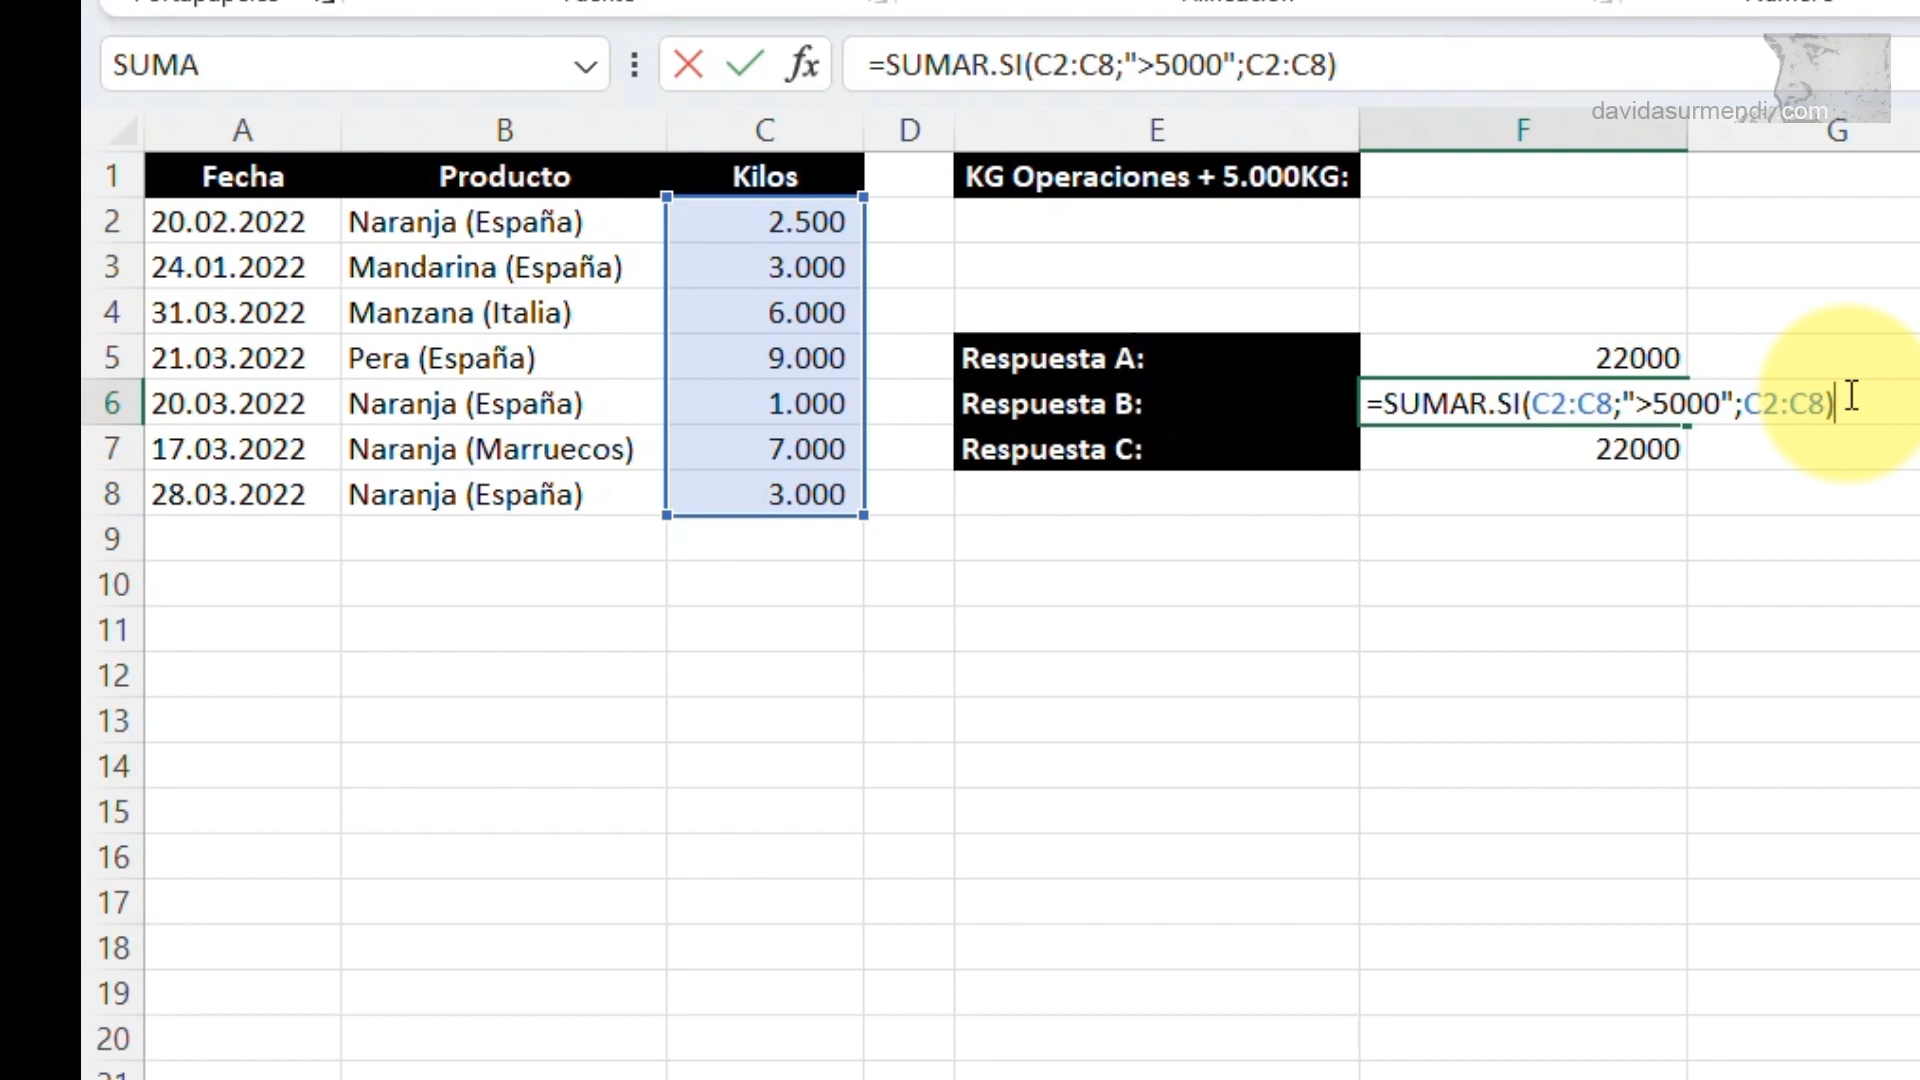 SUMA
fx
=SUMAR.SI(C2:C8;">5000";C2:C8)
davidasurmendi.com
A B C D E F G
1 Fecha Producto Kilos KG Operaciones + 5.000KG:
2 20.02.2022 Naranja (España) 2.500
3 24.01.2022 Mandarina (España) 3.000
4 31.03.2022 Manzana (Italia) 6.000
5 21.03.2022 Pera (España) 9.000 Respuesta A: 22000
6 20.03.2022 Naranja (España) 1.000 Respuesta B: =SUMAR.SI(C2:C8;">5000";C2:C8)
7 17.03.2022 Naranja (Marruecos) 7.000 Respuesta C: 22000
8 28.03.2022 Naranja (España) 3.000
9
10
11
12
13
14
15
16
17
18
19
20